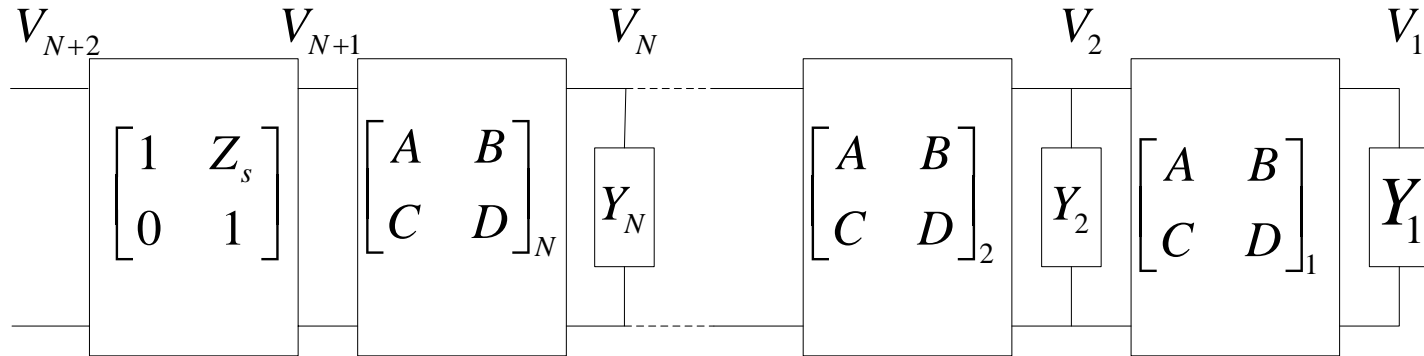 V_{N+2} V_{N+1} V_N V_2 V_1
[1 Z_s [A B [A B [A B
0 1] C D]_N Y_N C D]_2 Y_2 C D]_1 Y_1